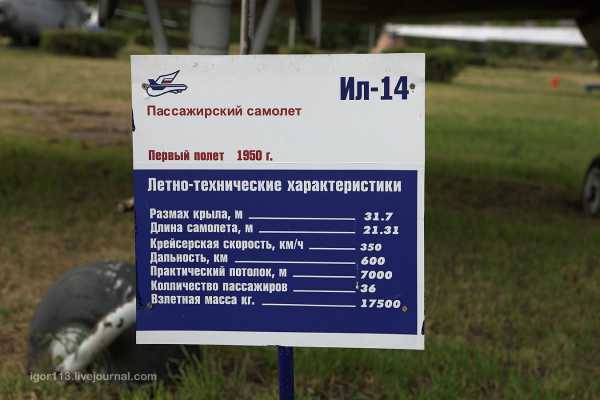 Ил-14
Пассажирский самолет
Первый полет 1950 г.
Летно-технические характеристики
Размах крыла, м 31.7
Длина самолета, м 21.31
Крейсерская скорость, км/ч 350
Дальность, км 600
Практический потолок, м 7000
Колличество пассажиров 36
Взлетная масса кг. 17500
igor113.livejournal.com